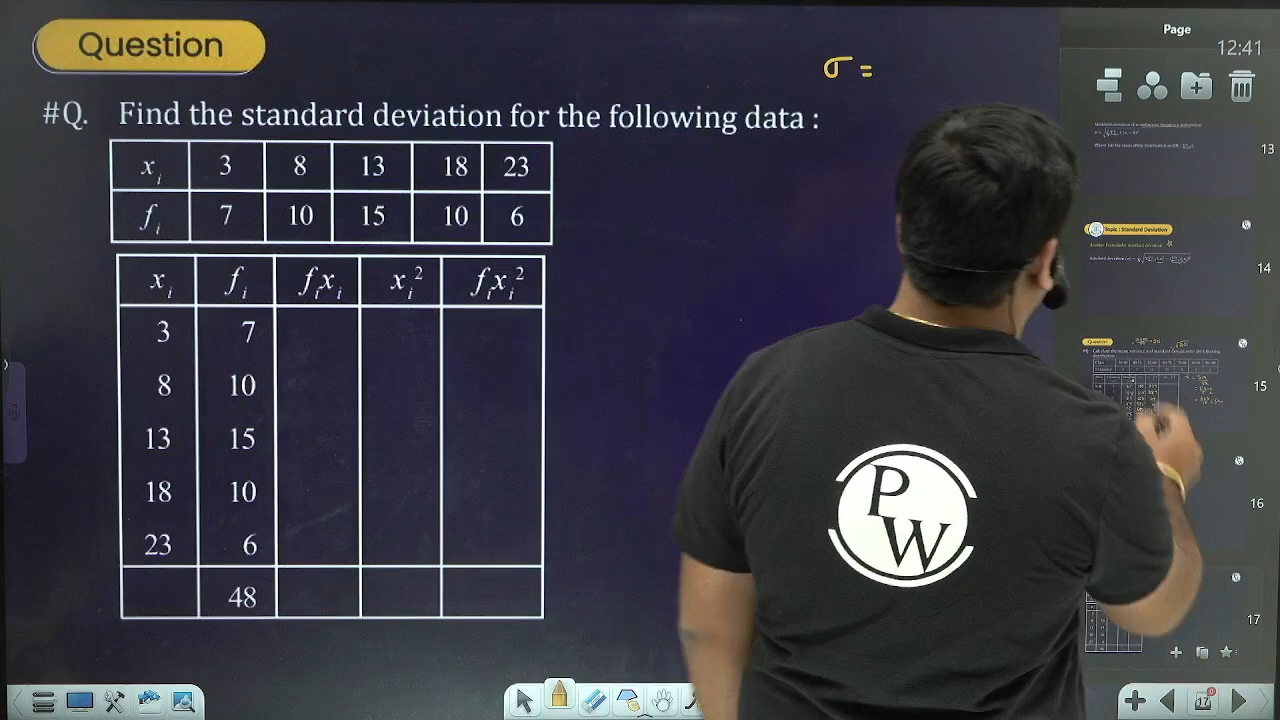 Question
σ =
#Q. Find the standard deviation for the following data :
xᵢ 3 8 13 18 23
fᵢ 7 10 15 10 6
xᵢ fᵢ fᵢxᵢ xᵢ² fᵢxᵢ²
3 7
8 10
13 15
18 10
23 6
48
P
W
Page
12:41
13
Topic : Standard Deviation
14
Question
15
16
17
17